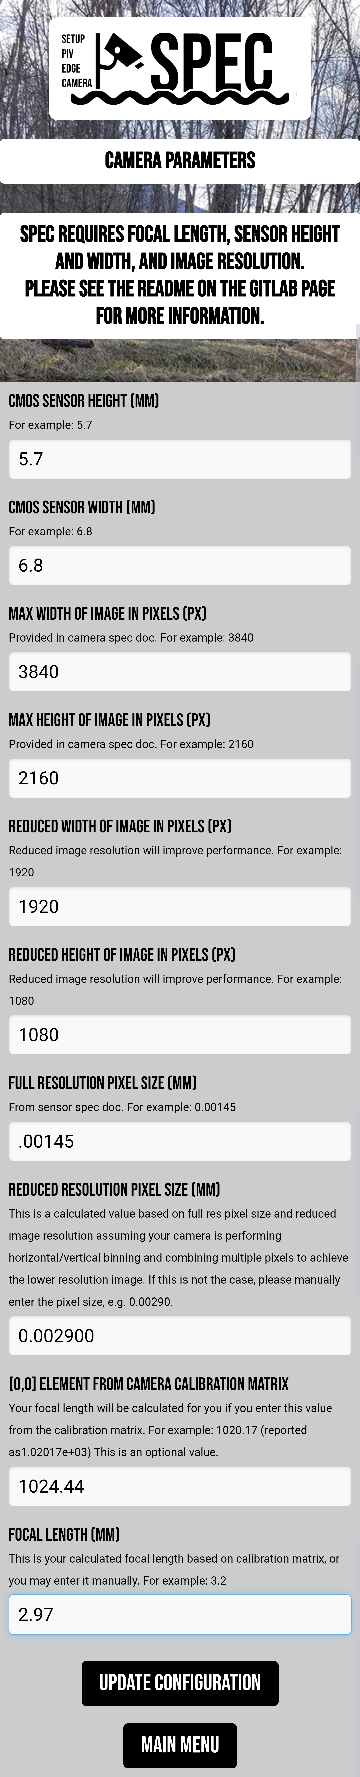 SETUP
PIV
EDGE
CAMERA
SPEC
CAMERA PARAMETERS
SPEC REQUIRES FOCAL LENGTH, SENSOR HEIGHT
AND WIDTH, AND IMAGE RESOLUTION.
PLEASE SEE THE README ON THE GITLAB PAGE
FOR MORE INFORMATION.
CMOS SENSOR HEIGHT (MM)
For example: 5.7
5.7
CMOS SENSOR WIDTH (MM)
For example: 6.8
6.8
MAX WIDTH OF IMAGE IN PIXELS (PX)
Provided in camera spec doc. For example: 3840
3840
MAX HEIGHT OF IMAGE IN PIXELS (PX)
Provided in camera spec doc. For example: 2160
2160
REDUCED WIDTH OF IMAGE IN PIXELS (PX)
Reduced image resolution will improve performance. For example:
1920
1920
REDUCED HEIGHT OF IMAGE IN PIXELS (PX)
Reduced image resolution will improve performance. For example:
1080
1080
FULL RESOLUTION PIXEL SIZE (MM)
From sensor spec doc. For example: 0.00145
.00145
REDUCED RESOLUTION PIXEL SIZE (MM)
This is a calculated value based on full res pixel size and reduced
image resolution assuming your camera is performing
horizontal/vertical binning and combining multiple pixels to achieve
the lower resolution image. If this is not the case, please manually
enter the pixel size, e.g. 0.00290.
0.002900
[0,0] ELEMENT FROM CAMERA CALIBRATION MATRIX
Your focal length will be calculated for you if you enter this value
from the calibration matrix. For example: 1020.17 (reported
as1.02017e+03) This is an optional value.
1024.44
FOCAL LENGTH (MM)
This is your calculated focal length based on calibration matrix, or
you may enter it manually. For example: 3.2
2.97
UPDATE CONFIGURATION
MAIN MENU